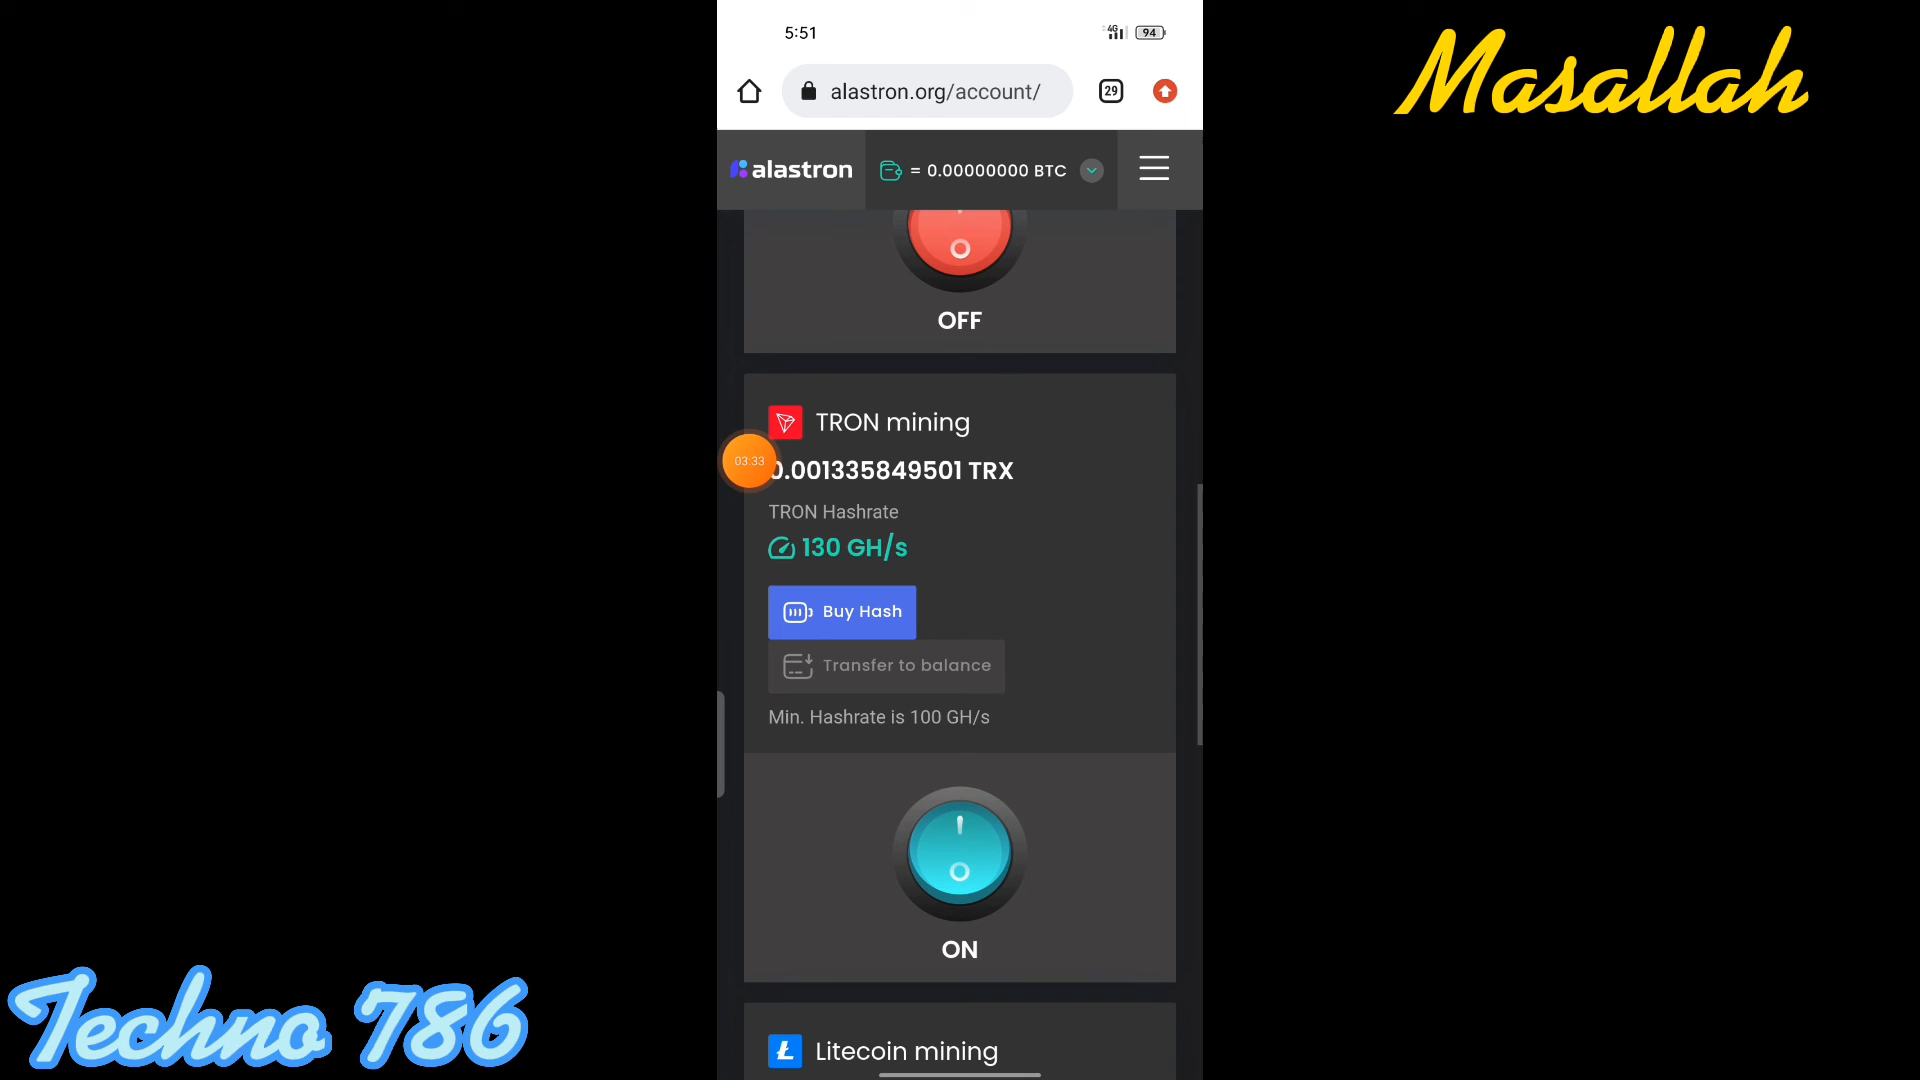 Masallah
5:51
4G
94
alastron.org/account/
29
alastron
= 0.00000000 BTC
OFF
TRON mining
03:33
0.001335849501 TRX
TRON Hashrate
130 GH/s
Buy Hash
Transfer to balance
Min. Hashrate is 100 GH/s
ON
Litecoin mining
Techno 786